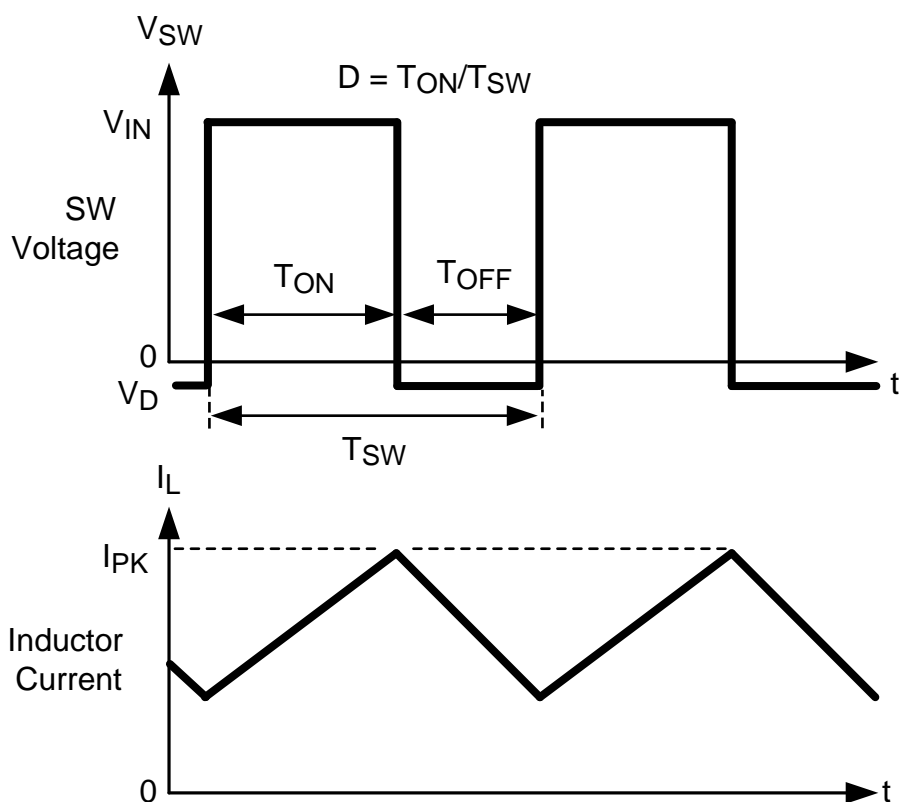 VSW
D = TON/TSW
VIN
SW
Voltage
TON
TOFF
0
VD
t
TSW
IL
IPK
Inductor
Current
0
t